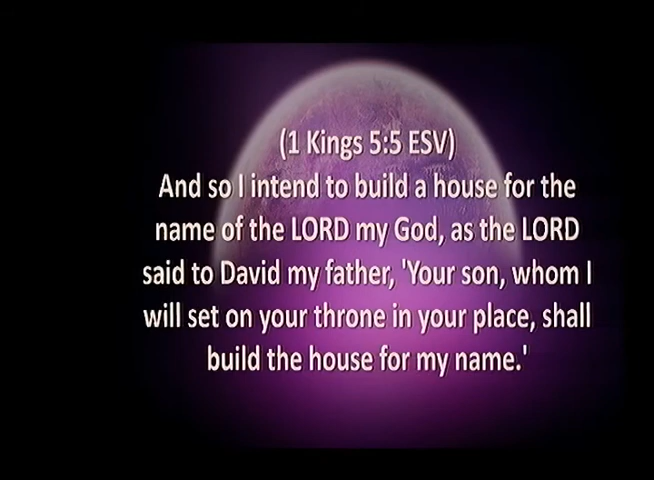 (1 Kings 5:5 ESV)
And so I intend to build a house for the
name of the LORD my God, as the LORD
said to David my father, 'Your son, whom I
will set on your throne in your place, shall
build the house for my name.'